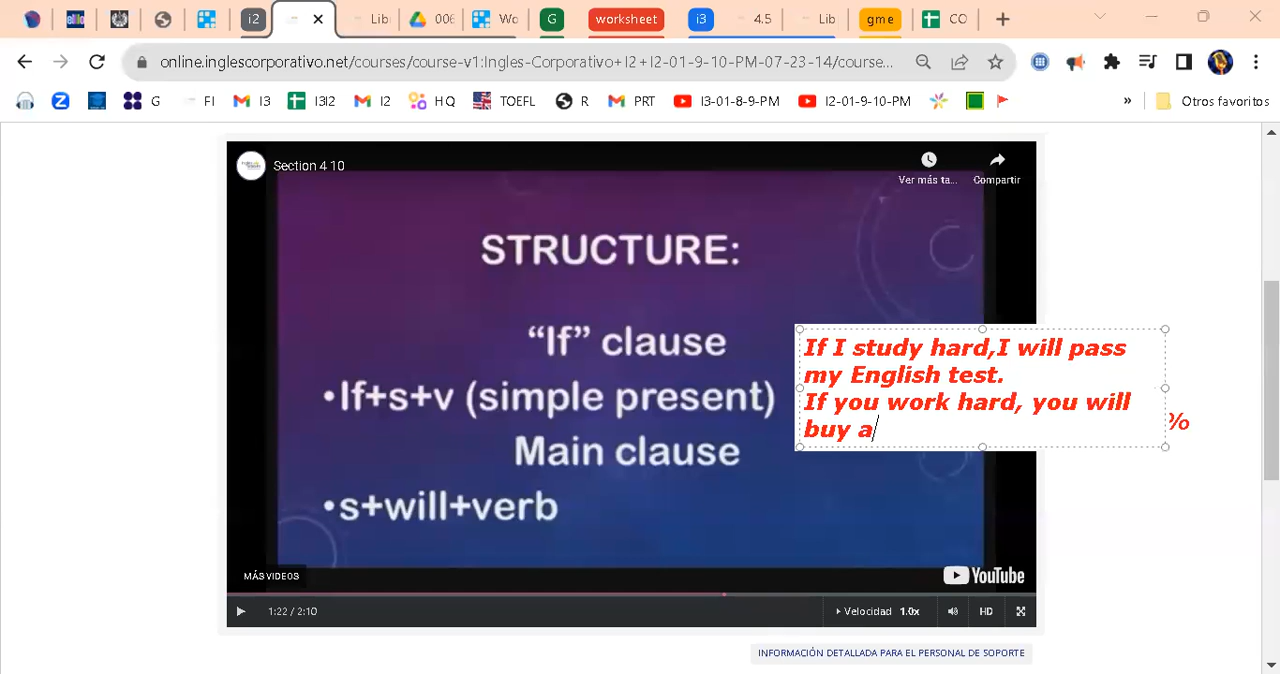 i2
Lib
006
Wo
G
worksheet
i3
4.5
Lib
gme
CO
online.inglescorporativo.net/courses/course-v1:Ingles-Corporativo+I2+I2-01-9-10-PM-07-23-14/course...
G
FI
I3
I3I2
I2
HQ
TOEFL
R
PRT
I3-01-8-9-PM
I2-01-9-10-PM
»
Otros favoritos
Section 4 10
Ver más ta...
Compartir
STRUCTURE:
“If” clause
•If+s+v (simple present)
Main clause
•s+will+verb
If I study hard,I will pass
my English test.
If you work hard, you will
buy a
%
MÁS VIDEOS
YouTube
1:22 / 2:10
Velocidad 1.0x
HD
INFORMACIÓN DETALLADA PARA EL PERSONAL DE SOPORTE